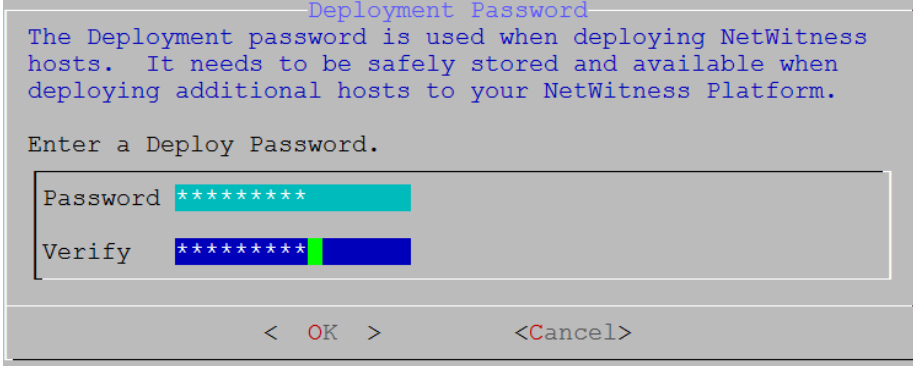 Deployment Password
The Deployment password is used when deploying NetWitness
hosts. It needs to be safely stored and available when
deploying additional hosts to your NetWitness Platform.
Enter a Deploy Password.
Password *********
Verify *********
< OK > <Cancel>